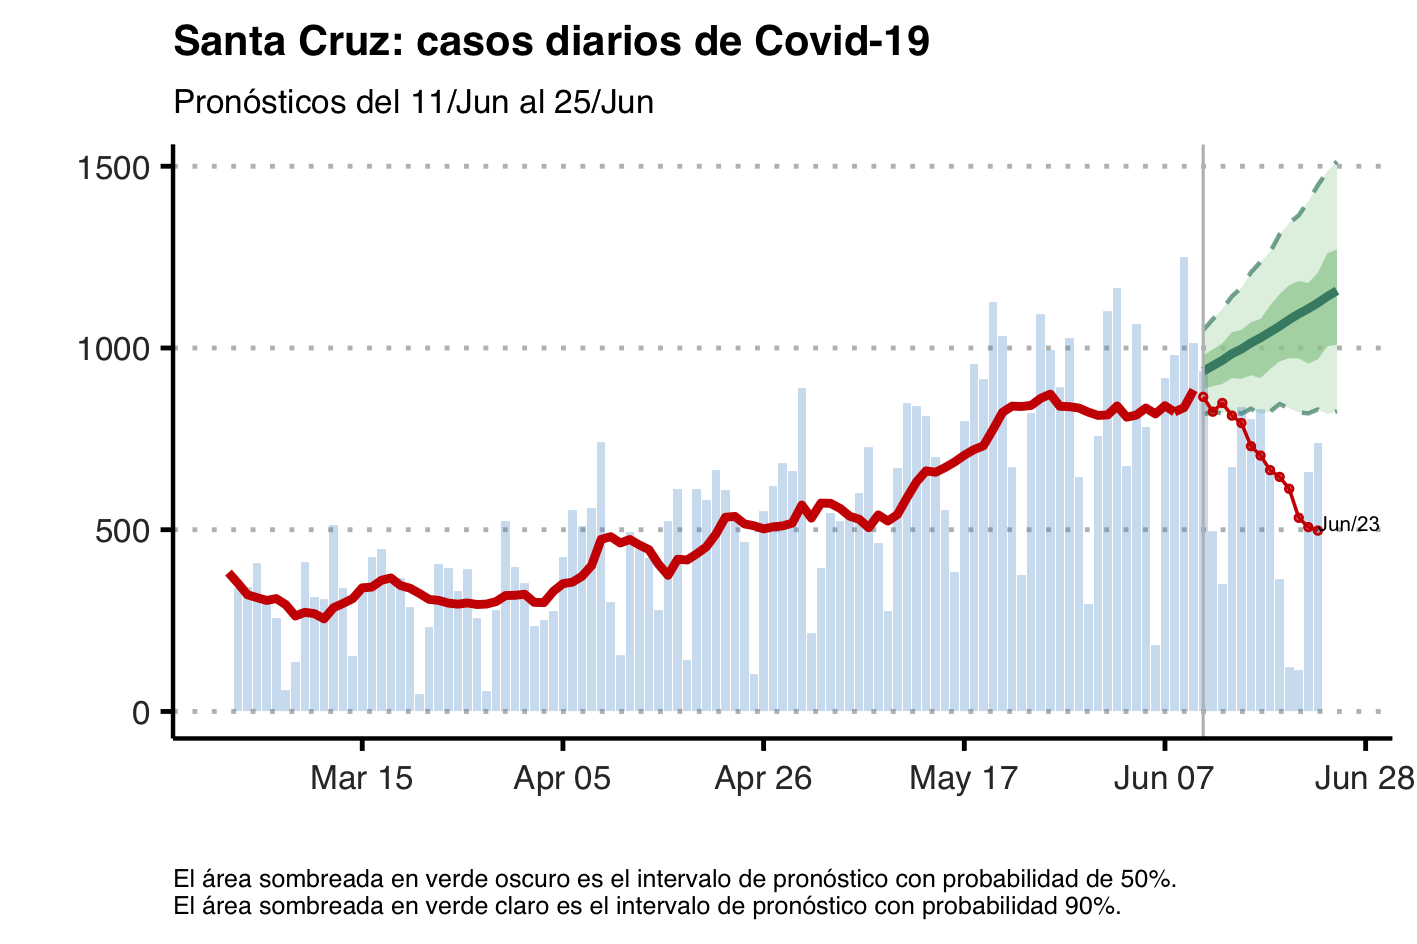 Santa Cruz: casos diarios de Covid-19
Pronósticos del 11/Jun al 25/Jun
1500
1000
500
0
Jun/23
Mar 15
Apr 05
Apr 26
May 17
Jun 07
Jun 28
El área sombreada en verde oscuro es el intervalo de pronóstico con probabilidad de 50%.
El área sombreada en verde claro es el intervalo de pronóstico con probabilidad 90%.